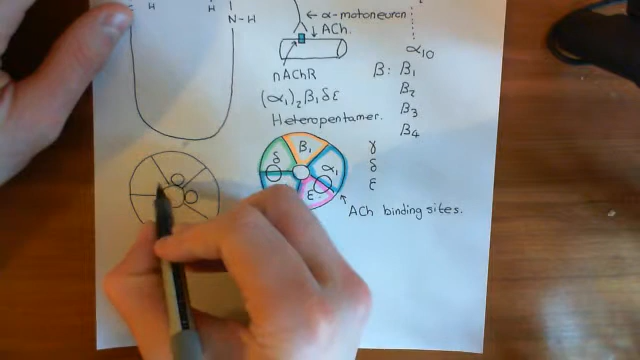 H
H
N-H
← α-motoneuron
↓ ACh.
nAChR
(α₁)₂ β₁ δ ε
Heteropentamer.
α₁₀
β: β₁
β₂
β₃
β₄
γ
δ
ε
β₁
δ
α₁
ε
ACh binding sites.